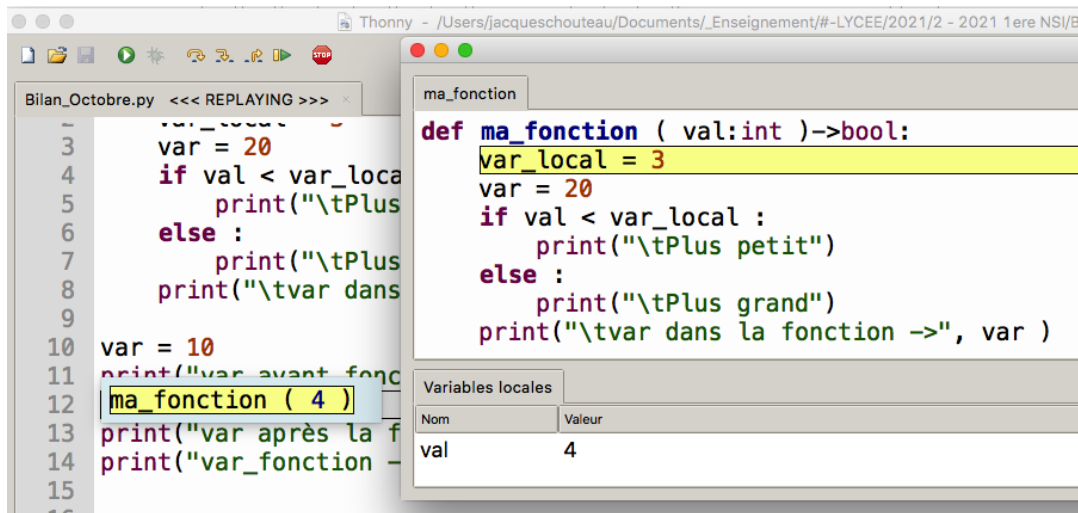 Thonny - /Users/jacqueschouteau/Documents/_Enseignement/#-LYCEE/2021/2 - 2021 1ere NSI/B
STOP
Bilan_Octobre.py <<< REPLAYING >>> ×
3 var = 20
4 if val < var_loca
5 print("\tPlus
6 else :
7 print("\tPlus
8 print("\tvar dans
9
10 var = 10
11 print("var avant fonc
12 ma_fonction ( 4 )
13 print("var après la f
14 print("var_fonction -
15
ma_fonction
def ma_fonction ( val:int )->bool:
var_local = 3
var = 20
if val < var_local :
print("\tPlus petit")
else :
print("\tPlus grand")
print("\tvar dans la fonction ->", var )
Variables locales
Nom Valeur
val 4